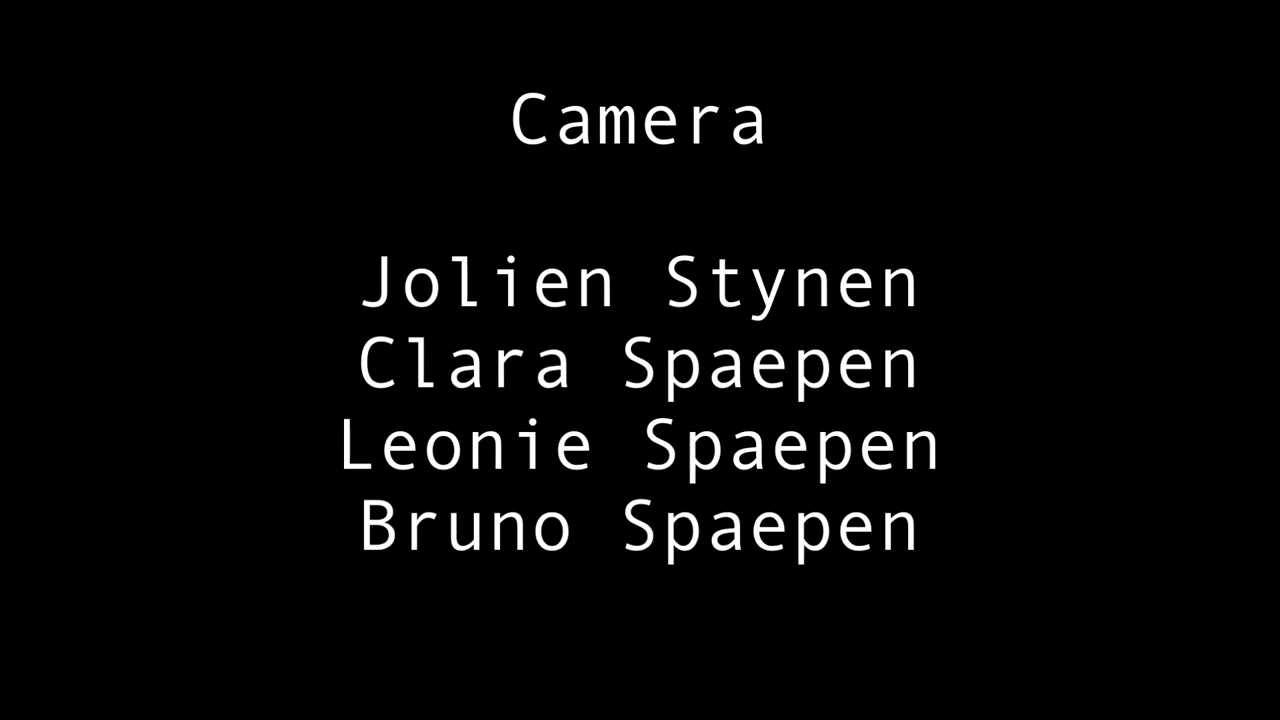 Camera
Jolien Stynen
Clara Spaepen
Leonie Spaepen
Bruno Spaepen